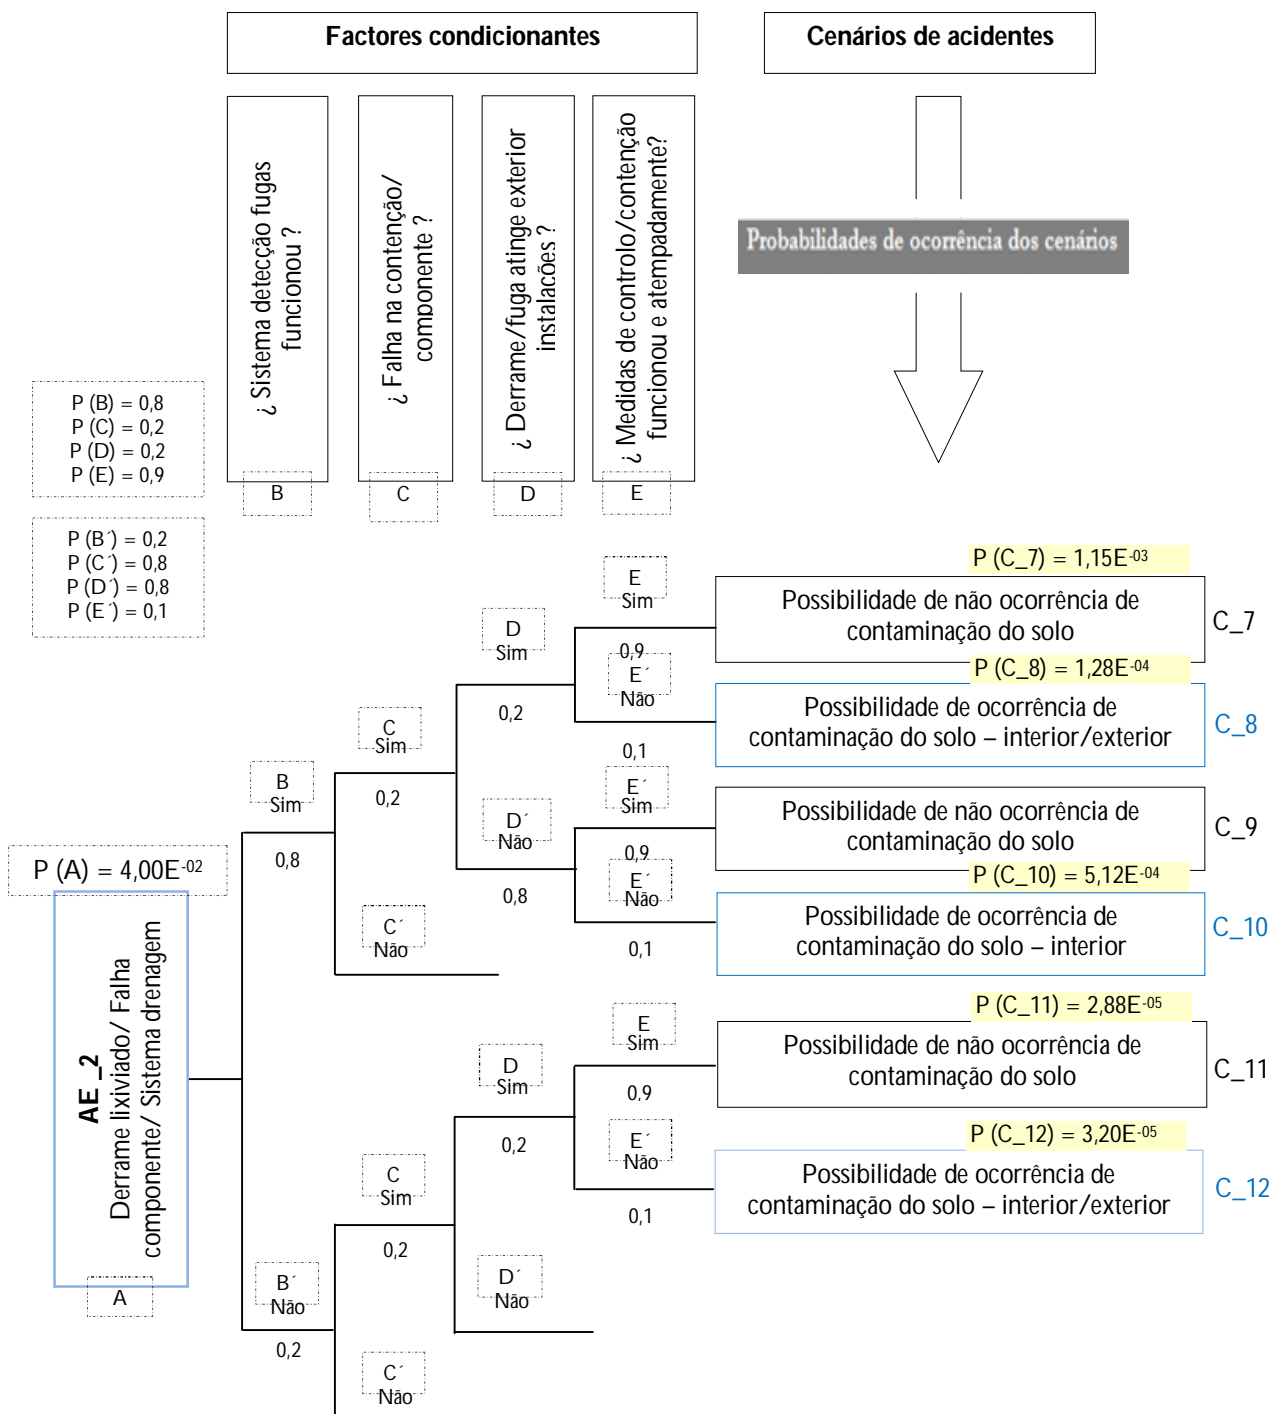 Factores condicionantes
Cenários de acidentes
¿ Sistema detecção fugas
funcionou ?
¿ Falha na contenção/
componente ?
¿ Derrame/fuga atinge exterior
instalacões ?
¿ Medidas de controlo/contenção
funcionou e atempadamente?
Probabilidades de ocorrência dos cenários
B
C
D
E
P (B) = 0,8
P (C) = 0,2
P (D) = 0,2
P (E) = 0,9
P (B´) = 0,2
P (C´) = 0,8
P (D´) = 0,8
P (E´) = 0,1
P (C_7) = 1,15E-03
E
Sim
Possibilidade de não ocorrência de
contaminação do solo
C_7
D
Sim
0,9
P (C_8) = 1,28E-04
E´
Não
0,2
Possibilidade de ocorrência de
contaminação do solo – interior/exterior
C_8
C
Sim
0,1
B
Sim
0,2
E´
Sim
Possibilidade de não ocorrência de
contaminação do solo
C_9
D´
Não
0,8
0,9
P (A) = 4,00E-02
P (C_10) = 5,12E-04
E´
Não
0,8
Possibilidade de ocorrência de
contaminação do solo – interior
C_10
C´
Não
0,1
P (C_11) = 2,88E-05
E
Sim
Possibilidade de não ocorrência de
contaminação do solo
C_11
D
Sim
0,9
AE _2
Derrame lixiviado/ Falha
componente/ Sistema drenagem
A
P (C_12) = 3,20E-05
E´
Não
0,2
Possibilidade de ocorrência de
contaminação do solo – interior/exterior
C_12
C
Sim
0,1
0,2
B´
Não
D´
Não
0,2
C´
Não